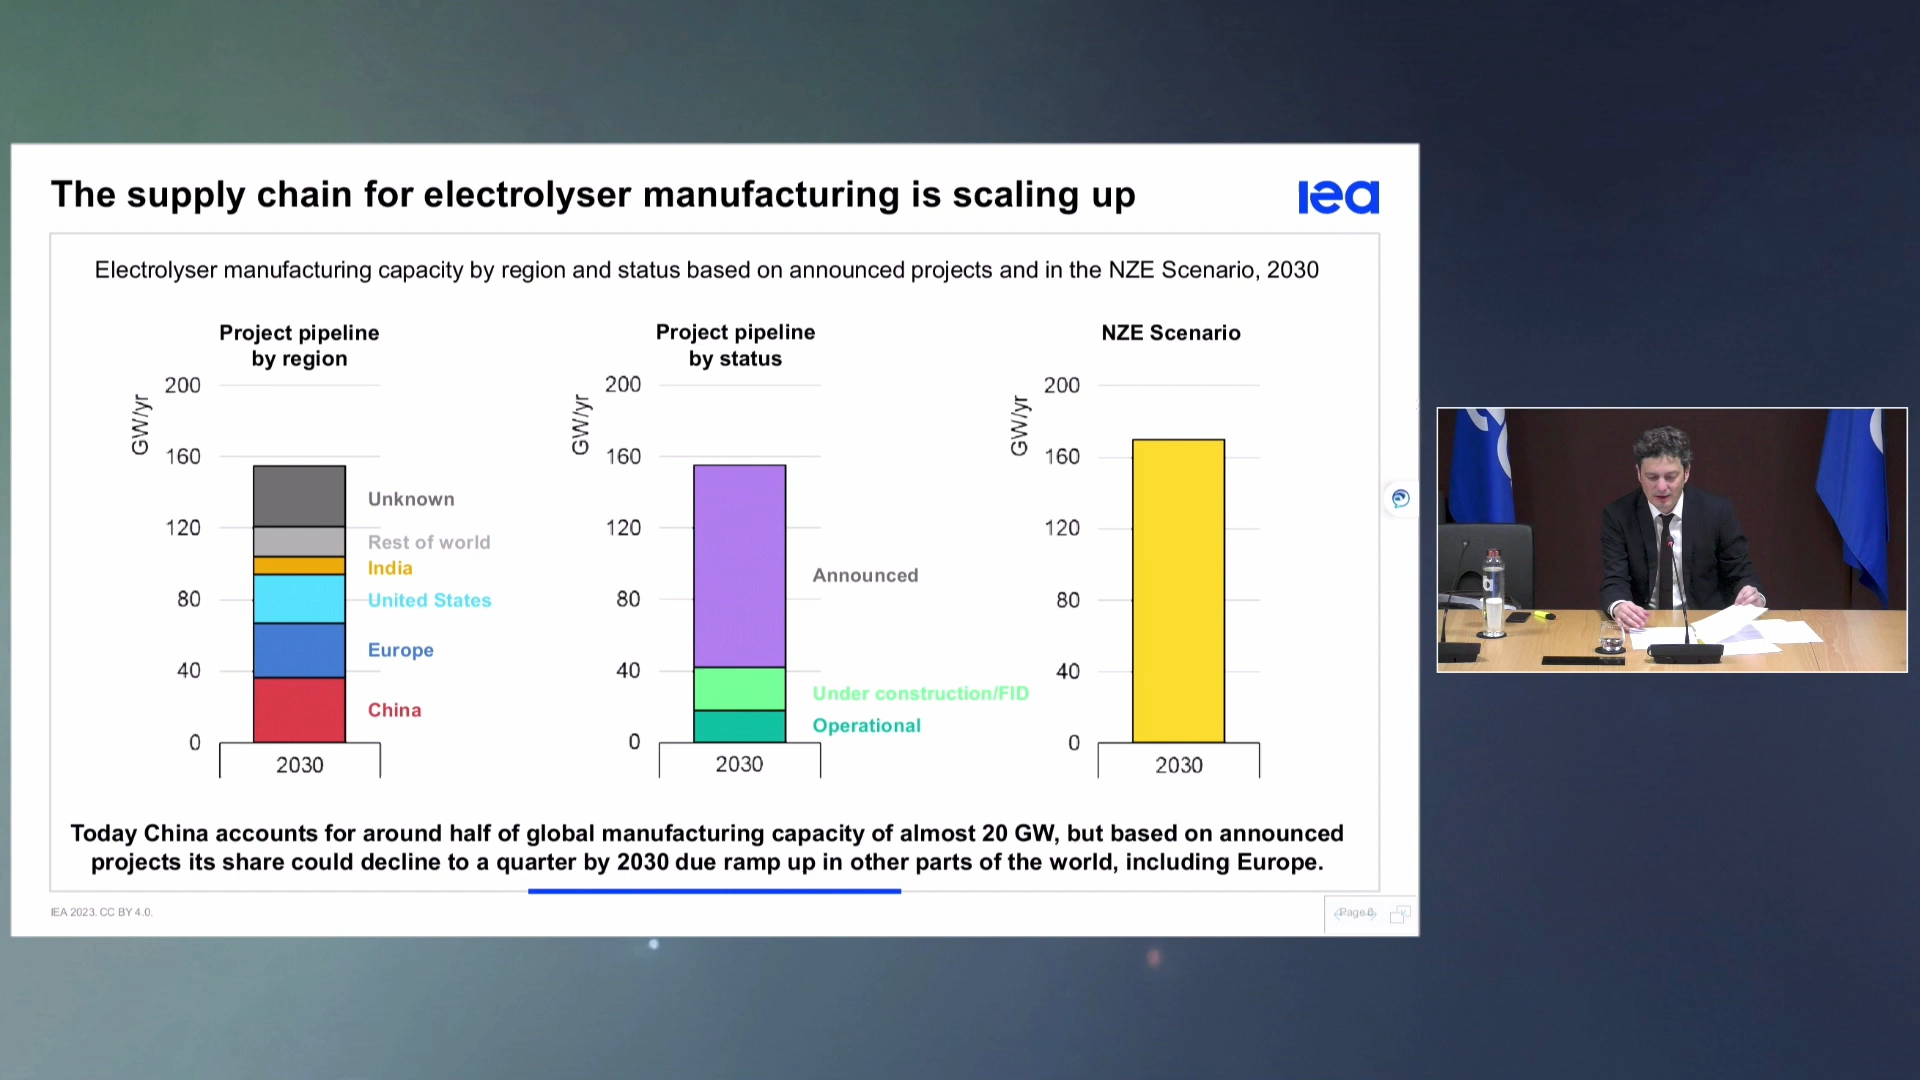 The supply chain for electrolyser manufacturing is scaling up
iea
Electrolyser manufacturing capacity by region and status based on announced projects and in the NZE Scenario, 2030
Project pipeline
by region
GW/yr
200
160
120
80
40
0
Unknown
Rest of world
India
United States
Europe
China
2030
Project pipeline
by status
GW/yr
200
160
120
80
40
0
Announced
Under construction/FID
Operational
2030
NZE Scenario
GW/yr
200
160
120
80
40
0
2030
Today China accounts for around half of global manufacturing capacity of almost 20 GW, but based on announced
projects its share could decline to a quarter by 2030 due ramp up in other parts of the world, including Europe.
IEA 2023. CC BY 4.0.
Page